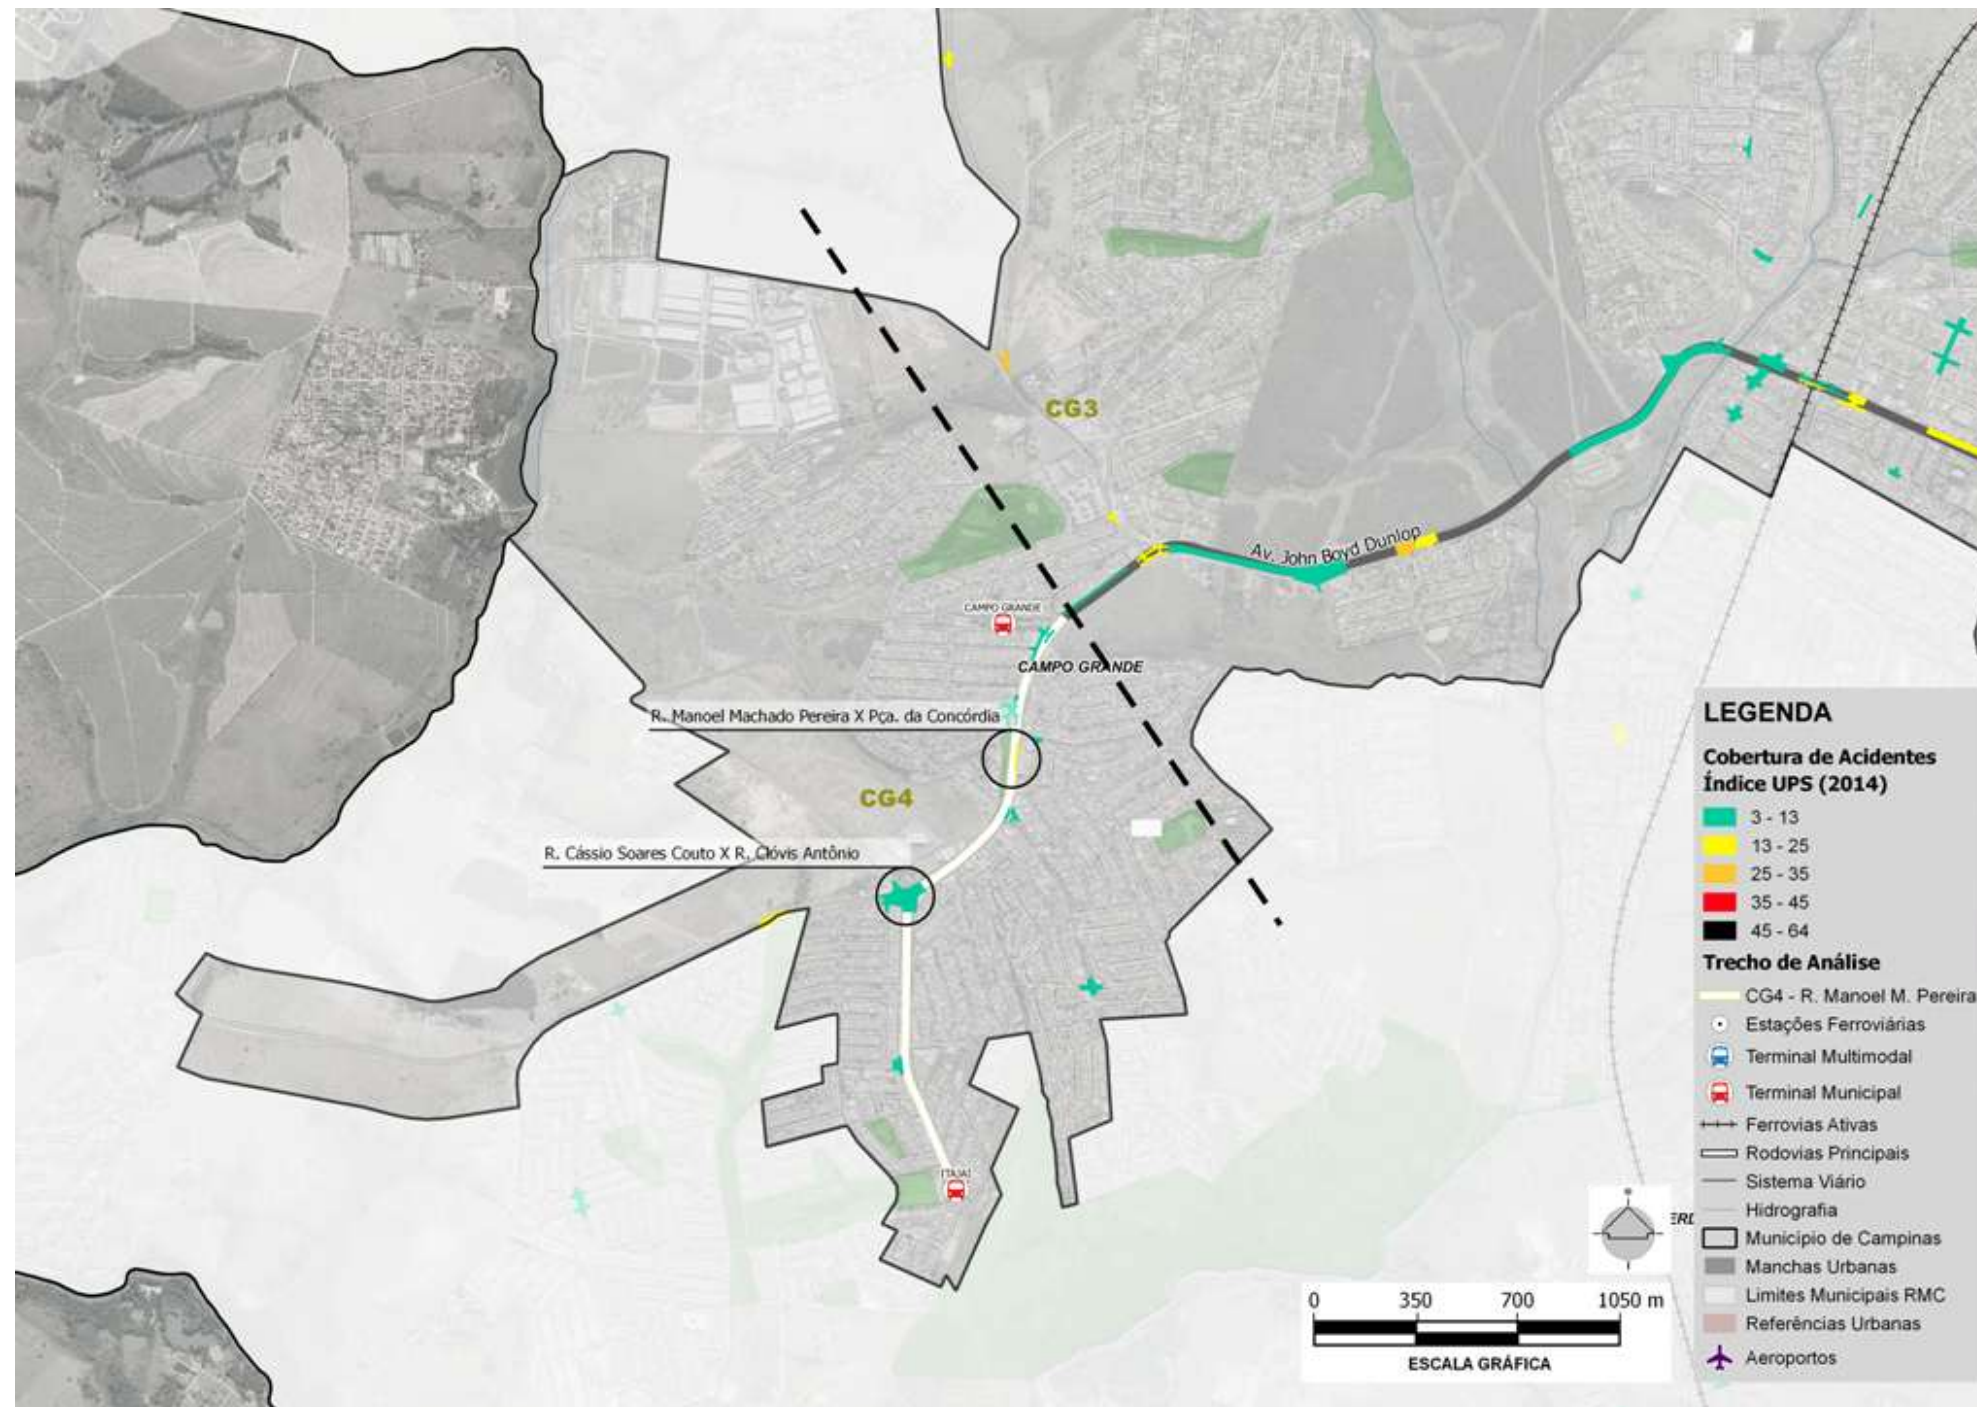 CG3
Av. John Boyd Dunlop
CAMPO GRANDE
CAMPO GRANDE
R. Manoel Machado Pereira X Pça. da Concórdia
CG4
R. Cássio Soares Couto X R. Clóvis Antônio
ITAJAÍ
LEGENDA
Cobertura de Acidentes
Índice UPS (2014)
3 - 13
13 - 25
25 - 35
35 - 45
45 - 64
Trecho de Análise
CG4 - R. Manoel M. Pereira
Estações Ferroviárias
Terminal Multimodal
Terminal Municipal
Ferrovias Ativas
Rodovias Principais
Sistema Viário
Hidrografia
Município de Campinas
Manchas Urbanas
Limites Municipais RMC
Referências Urbanas
Aeroportos
0 350 700 1050 m
ESCALA GRÁFICA